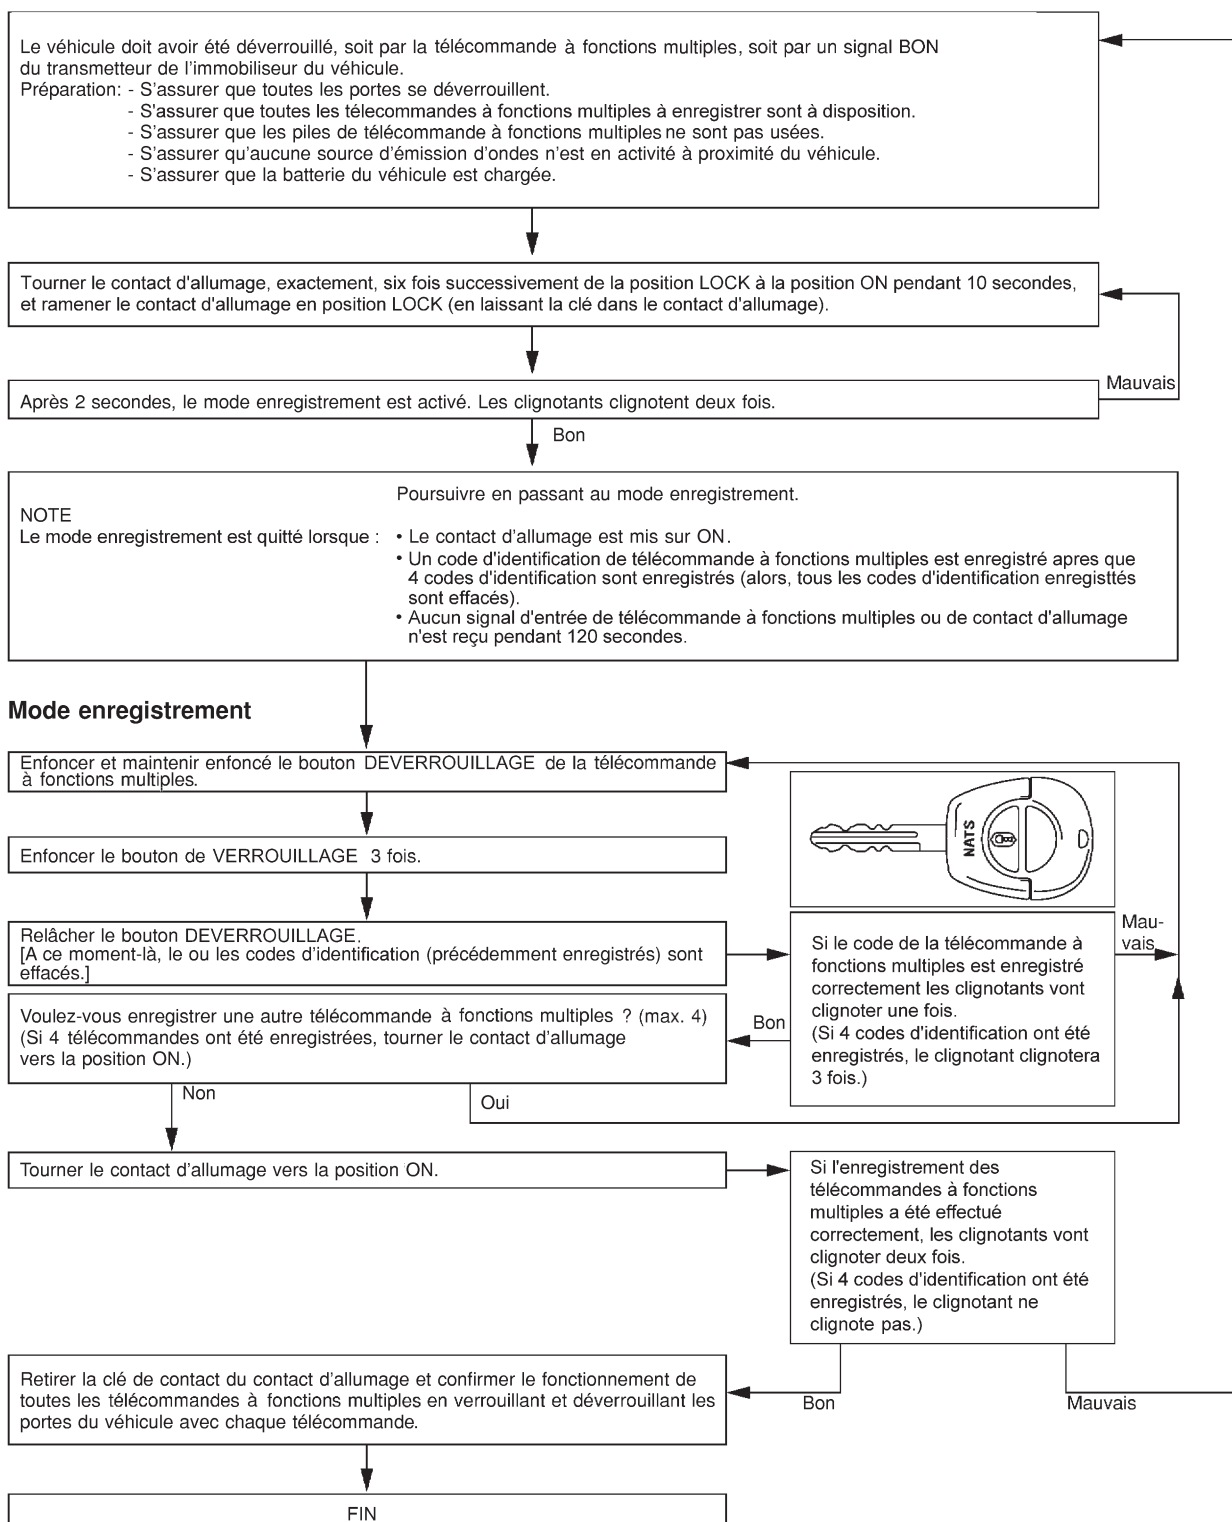 Le véhicule doit avoir été déverrouillé, soit par la télécommande à fonctions multiples, soit par un signal BON
du transmetteur de l'immobiliseur du véhicule.
Préparation: - S'assurer que toutes les portes se déverrouillent.
- S'assurer que toutes les télecommandes à fonctions multiples à enregistrer sont à disposition.
- S'assurer que les piles de télécommande à fonctions multiples ne sont pas usées.
- S'assurer qu'aucune source d'émission d'ondes n'est en activité à proximité du véhicule.
- S'assurer que la batterie du véhicule est chargée.
Tourner le contact d'allumage, exactement, six fois successivement de la position LOCK à la position ON pendant 10 secondes,
et ramener le contact d'allumage en position LOCK (en laissant la clé dans le contact d'allumage).
Mauvais
Après 2 secondes, le mode enregistrement est activé. Les clignotants clignotent deux fois.
Bon
Poursuivre en passant au mode enregistrement.
NOTE
Le mode enregistrement est quitté lorsque : • Le contact d'allumage est mis sur ON.
• Un code d'identification de télécommande à fonctions multiples est enregistré apres que
4 codes d'identification sont enregistrés (alors, tous les codes d'identification enregisttés
sont effacés).
• Aucun signal d'entrée de télécommande à fonctions multiples ou de contact d'allumage
n'est reçu pendant 120 secondes.
Mode enregistrement
Enfoncer et maintenir enfoncé le bouton DEVERROUILLAGE de la télécommande
à fonctions multiples.
NATS
Enfoncer le bouton de VERROUILLAGE 3 fois.
Relâcher le bouton DEVERROUILLAGE.
[A ce moment-là, le ou les codes d'identification (précédemment enregistrés) sont
effacés.]
Si le code de la télécommande à
fonctions multiples est enregistré
correctement les clignotants vont
clignoter une fois.
(Si 4 codes d'identification ont été
enregistrés, le clignotant clignotera
3 fois.)
Mau-
vais
Voulez-vous enregistrer une autre télécommande à fonctions multiples ? (max. 4)
(Si 4 télécommandes ont été enregistrées, tourner le contact d'allumage
vers la position ON.)
Bon
Non
Oui
Tourner le contact d'allumage vers la position ON.
Si l'enregistrement des
télécommandes à fonctions
multiples a été effectué
correctement, les clignotants vont
clignoter deux fois.
(Si 4 codes d'identification ont été
enregistrés, le clignotant ne
clignote pas.)
Retirer la clé de contact du contact d'allumage et confirmer le fonctionnement de
toutes les télécommandes à fonctions multiples en verrouillant et déverrouillant les
portes du véhicule avec chaque télécommande.
Bon
Mauvais
FIN